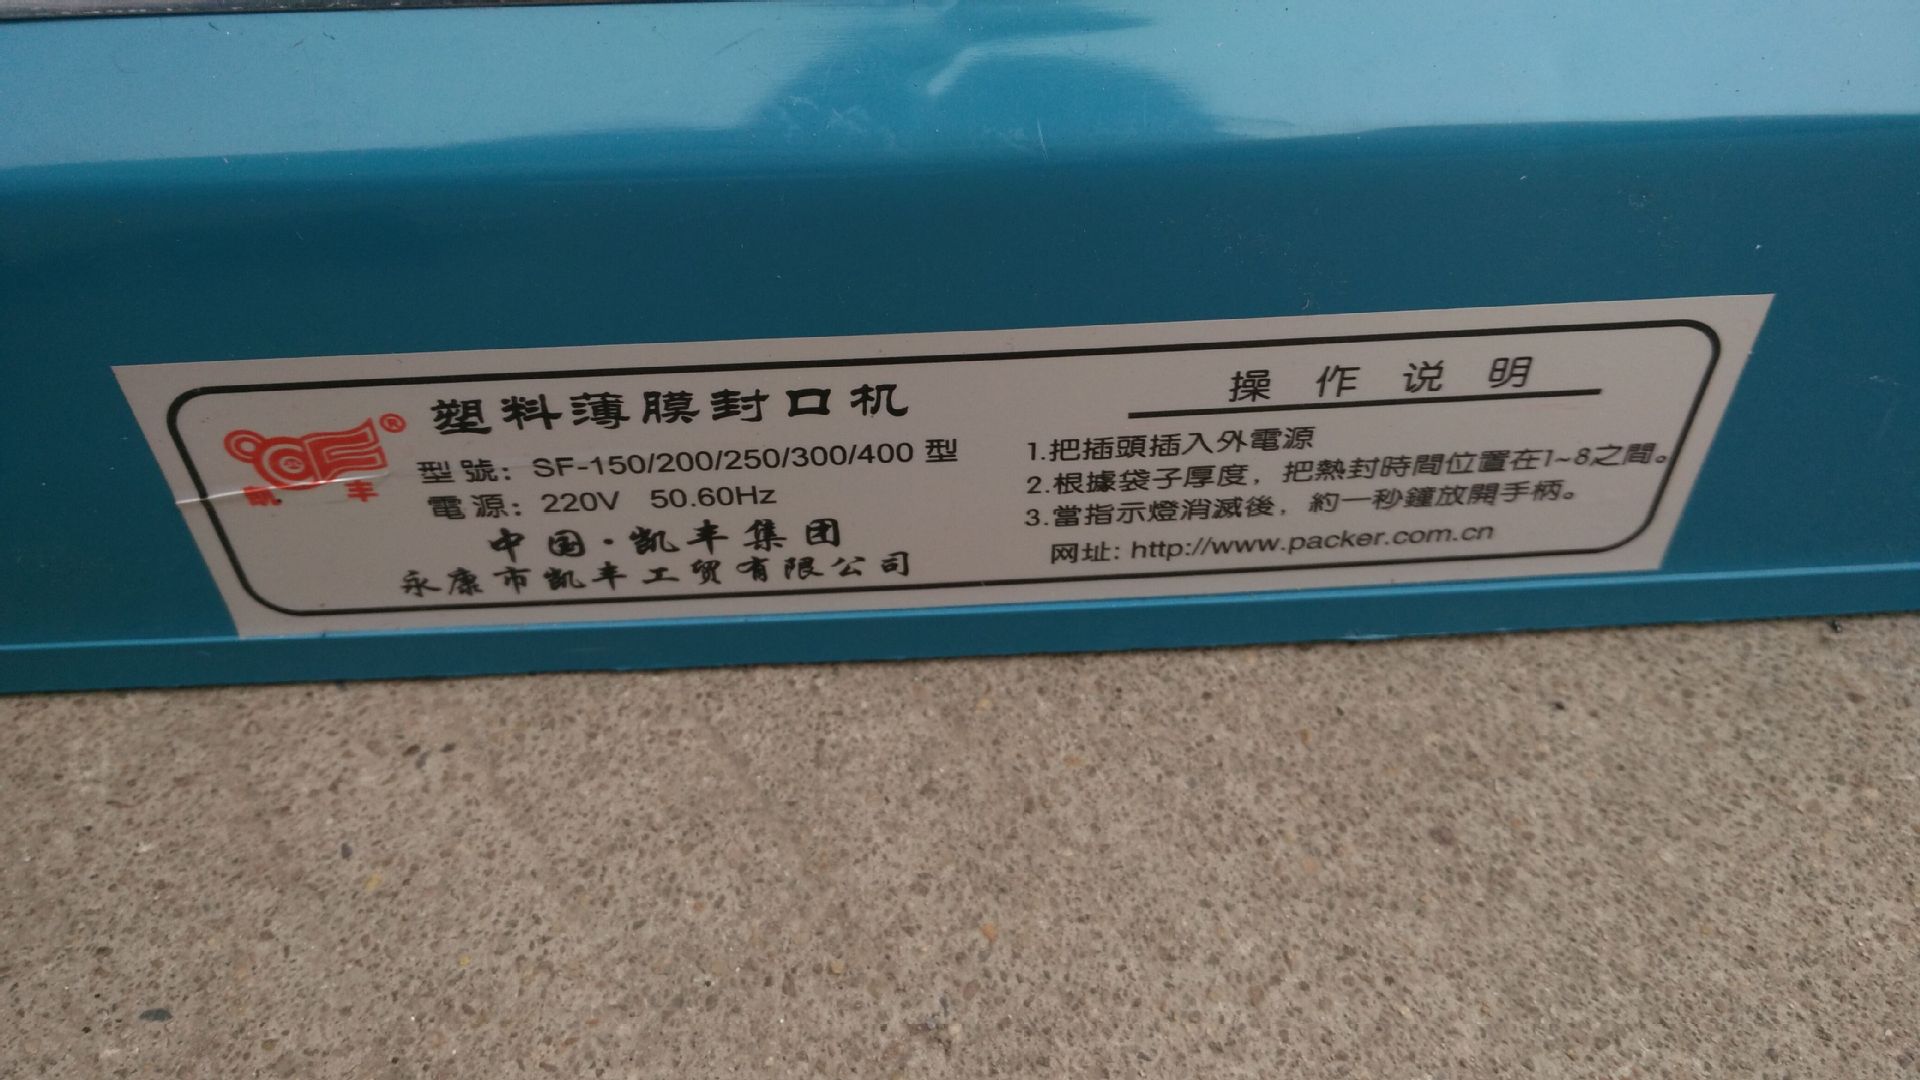 塑料薄膜封口机
型號: SF-150/200/250/300/400 型
電源: 220V 50.60Hz
中国·凯丰集团
永康市凯丰工贸有限公司
®
凯丰
操作说明
1.把插頭插入外電源
2.根據袋子厚度，把熱封時間位置在1~8之間。
3.當指示燈消滅後，約一秒鐘放開手柄。
网址: http://www.packer.com.cn